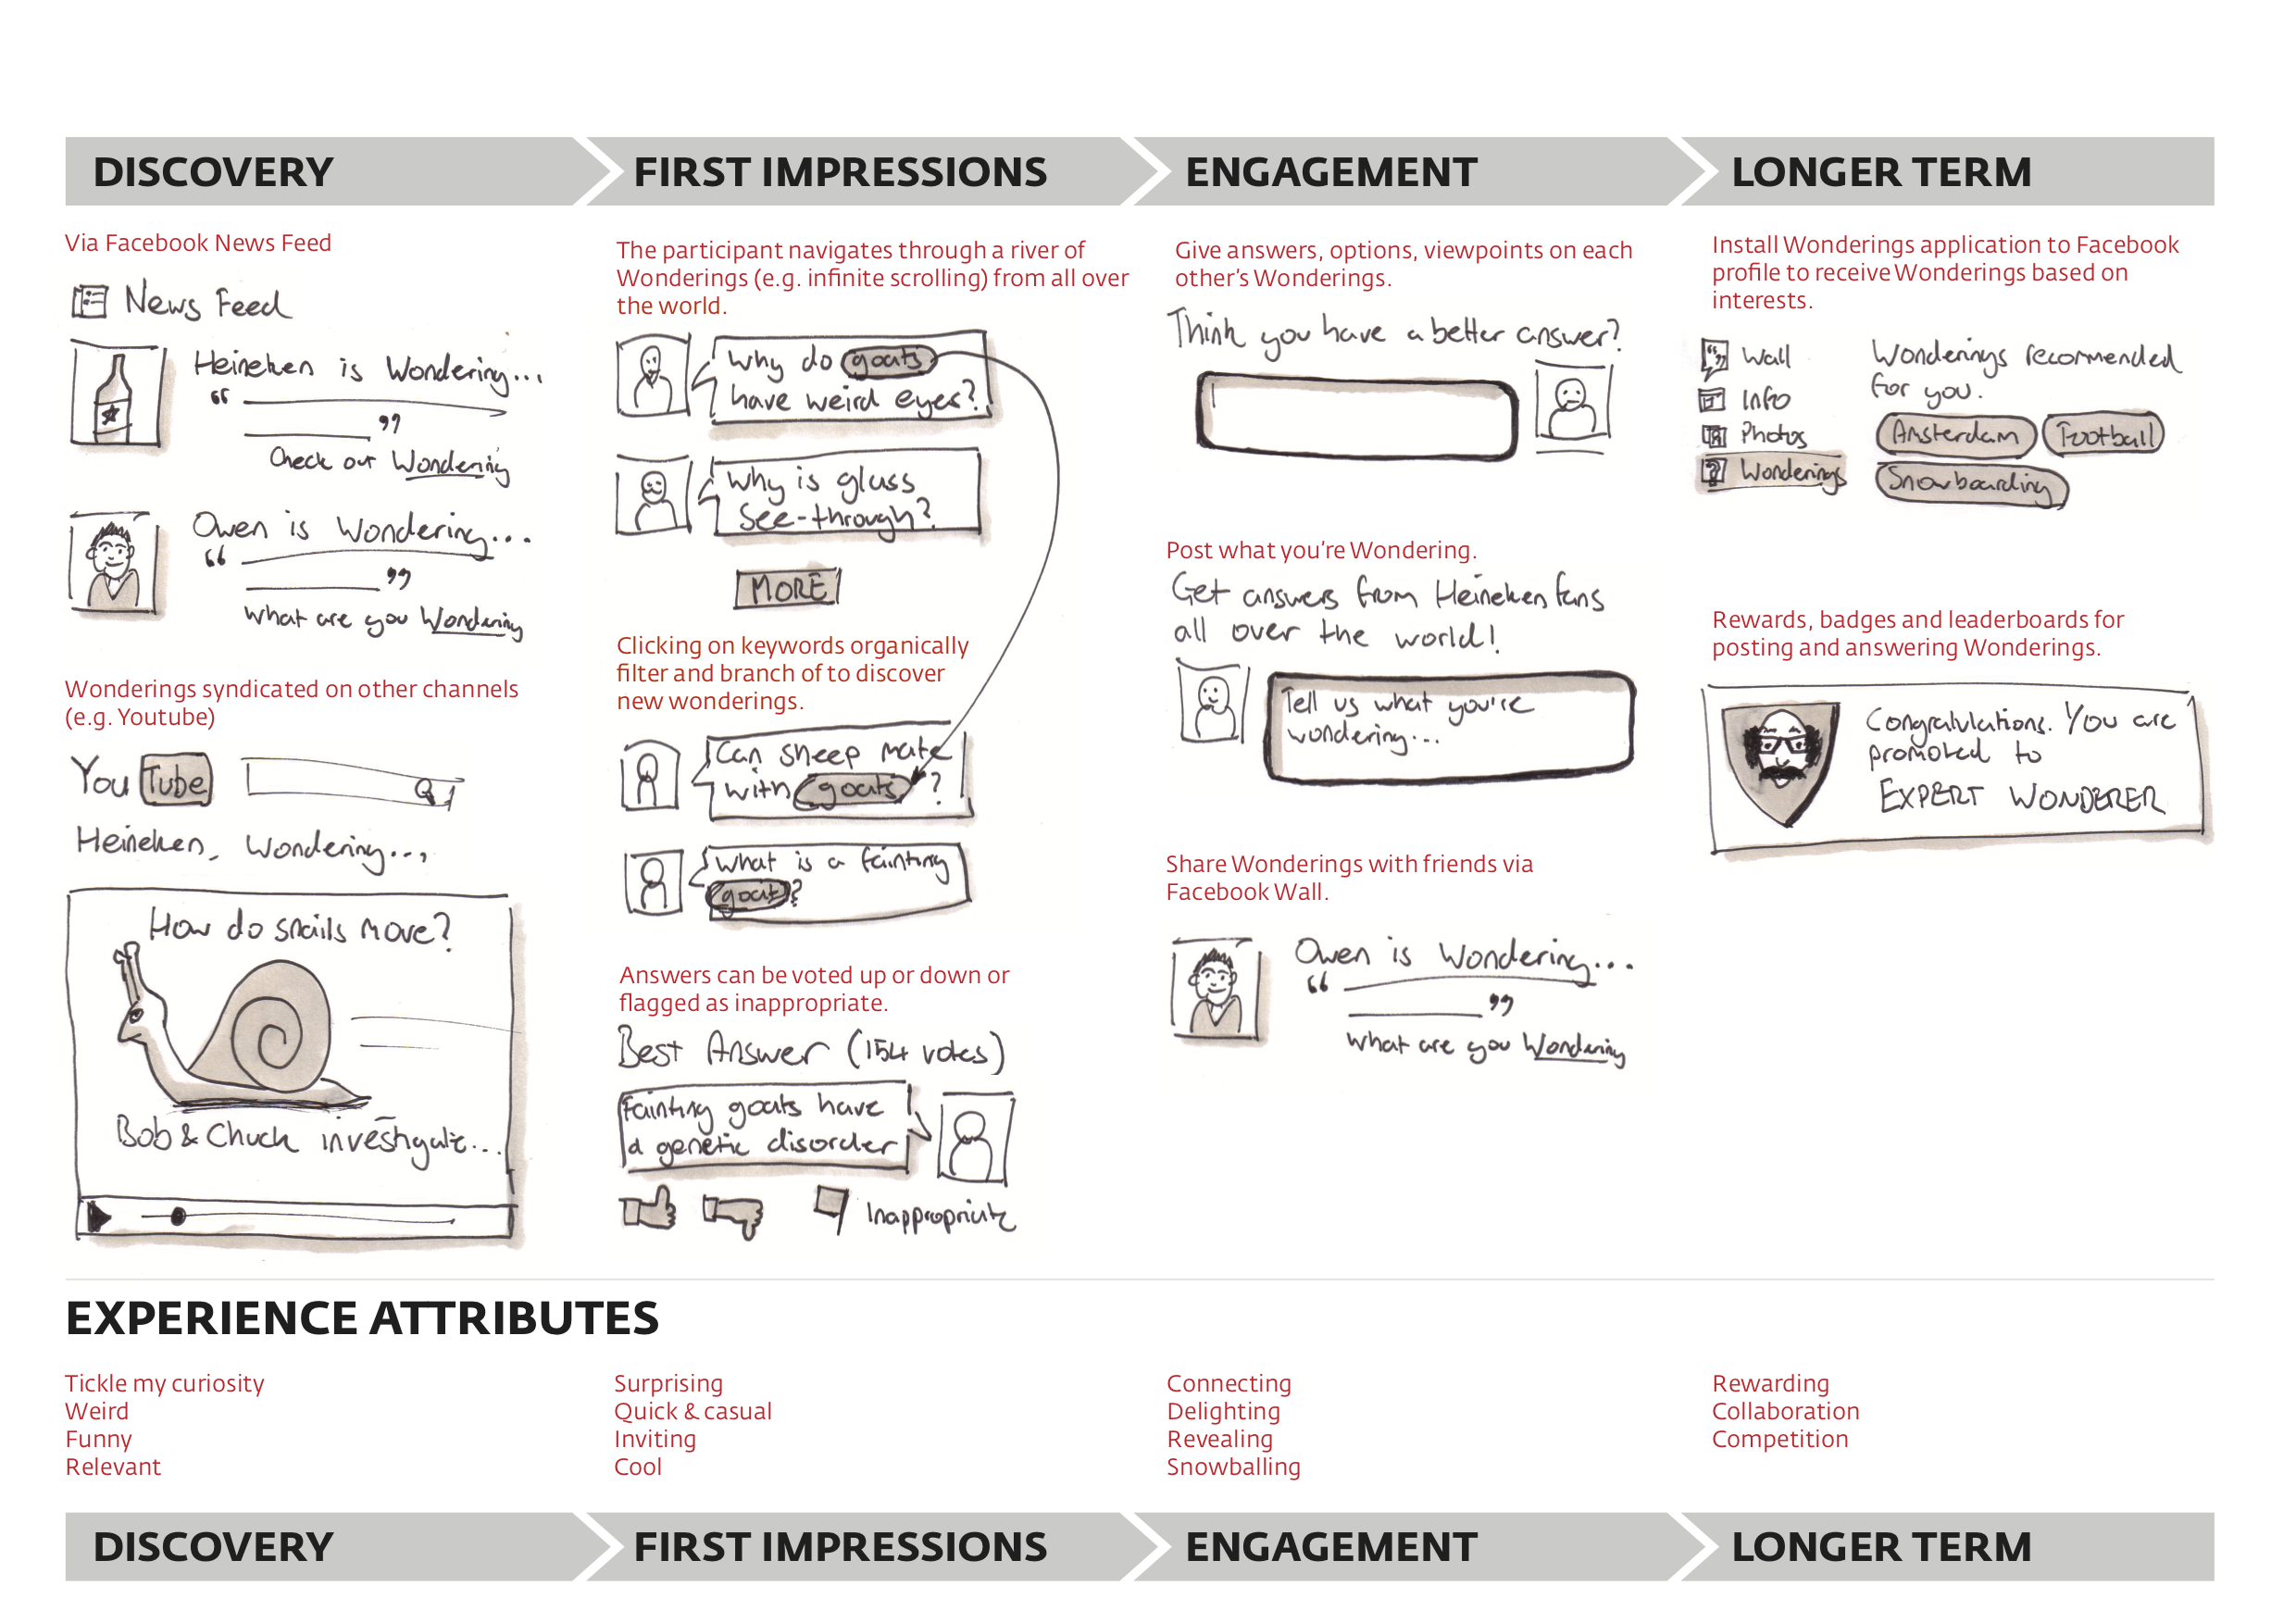 DISCOVERY
FIRST IMPRESSIONS
ENGAGEMENT
LONGER TERM
Via Facebook News Feed
News Feed
Heineken is Wondering...
“
”
Check out Wondering
Owen is Wondering...
“
”
What are you Wondering
Wonderings syndicated on other channels
(e.g. Youtube)
YouTube
Heineken, Wondering...
How do snails move?
Bob & Chuck investigate...
The participant navigates through a river of
Wonderings (e.g. infinite scrolling) from all over
the world.
Why do goats
have weird eyes?
Why is glass
see-through?
MORE
Clicking on keywords organically
filter and branch of to discover
new wonderings.
Can sheep mate
with goats?
What is a fainting
goat?
Answers can be voted up or down or
flagged as inappropriate.
Best Answer (154 votes)
Fainting goats have
a genetic disorder
Inappropriate
Give answers, options, viewpoints on each
other’s Wonderings.
Think you have a better answer?
Post what you’re Wondering.
Get answers from Heineken fans
all over the world!
Tell us what you're
wondering...
Share Wonderings with friends via
Facebook Wall.
Owen is Wondering...
“
”
What are you Wondering
Install Wonderings application to Facebook
profile to receive Wonderings based on
interests.
Wall
Info
Photos
Wonderings
Wonderings recommended
for you.
Amsterdam Football
Snowboarding
Rewards, badges and leaderboards for
posting and answering Wonderings.
Congratulations. You are
promoted to
EXPERT WONDERER
EXPERIENCE ATTRIBUTES
Tickle my curiosity
Weird
Funny
Relevant
Surprising
Quick & casual
Inviting
Cool
Connecting
Delighting
Revealing
Snowballing
Rewarding
Collaboration
Competition
DISCOVERY
FIRST IMPRESSIONS
ENGAGEMENT
LONGER TERM